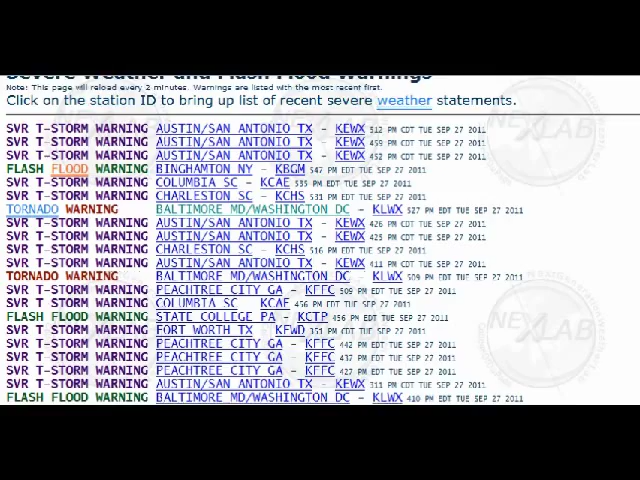 Severe Weather and Flash Flood Warnings
Note: This page will reload every 2 minutes. Warnings are listed with the most recent first.
Click on the station ID to bring up list of recent severe weather statements.
SVR T-STORM WARNING AUSTIN/SAN ANTONIO TX - KEWX 512 PM CDT TUE SEP 27 2011
SVR T-STORM WARNING AUSTIN/SAN ANTONIO TX - KEWX 459 PM CDT TUE SEP 27 2011
SVR T-STORM WARNING AUSTIN/SAN ANTONIO TX - KEWX 452 PM CDT TUE SEP 27 2011
FLASH FLOOD WARNING BINGHAMTON NY - KBGM 547 PM EDT TUE SEP 27 2011
SVR T-STORM WARNING COLUMBIA SC - KCAE 535 PM EDT TUE SEP 27 2011
SVR T-STORM WARNING CHARLESTON SC - KCHS 531 PM EDT TUE SEP 27 2011
TORNADO WARNING BALTIMORE MD/WASHINGTON DC - KLWX 527 PM EDT TUE SEP 27 2011
SVR T-STORM WARNING AUSTIN/SAN ANTONIO TX - KEWX 426 PM CDT TUE SEP 27 2011
SVR T-STORM WARNING AUSTIN/SAN ANTONIO TX - KEWX 425 PM CDT TUE SEP 27 2011
SVR T-STORM WARNING CHARLESTON SC - KCHS 516 PM EDT TUE SEP 27 2011
SVR T-STORM WARNING AUSTIN/SAN ANTONIO TX - KEWX 411 PM CDT TUE SEP 27 2011
TORNADO WARNING BALTIMORE MD/WASHINGTON DC - KLWX 509 PM EDT TUE SEP 27 2011
SVR T-STORM WARNING PEACHTREE CITY GA - KFFC 509 PM EDT TUE SEP 27 2011
SVR T-STORM WARNING COLUMBIA SC - KCAE 456 PM EDT TUE SEP 27 2011
FLASH FLOOD WARNING STATE COLLEGE PA - KCTP 456 PM EDT TUE SEP 27 2011
SVR T-STORM WARNING FORT WORTH TX - KFWD 351 PM CDT TUE SEP 27 2011
SVR T-STORM WARNING PEACHTREE CITY GA - KFFC 442 PM EDT TUE SEP 27 2011
SVR T-STORM WARNING PEACHTREE CITY GA - KFFC 437 PM EDT TUE SEP 27 2011
SVR T-STORM WARNING PEACHTREE CITY GA - KFFC 427 PM EDT TUE SEP 27 2011
SVR T-STORM WARNING AUSTIN/SAN ANTONIO TX - KEWX 311 PM CDT TUE SEP 27 2011
FLASH FLOOD WARNING BALTIMORE MD/WASHINGTON DC - KLWX 410 PM EDT TUE SEP 27 2011
NEXLAB
NEXLAB